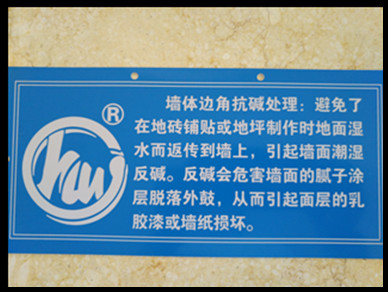 ®
墙体边角抗碱处理：避免了
在地砖铺贴或地坪制作时地面湿
水而返传到墙上，引起墙面潮湿
反碱。反碱会危害墙面的腻子涂
层脱落外鼓，从而引起面层的乳
胶漆或墙纸损坏。